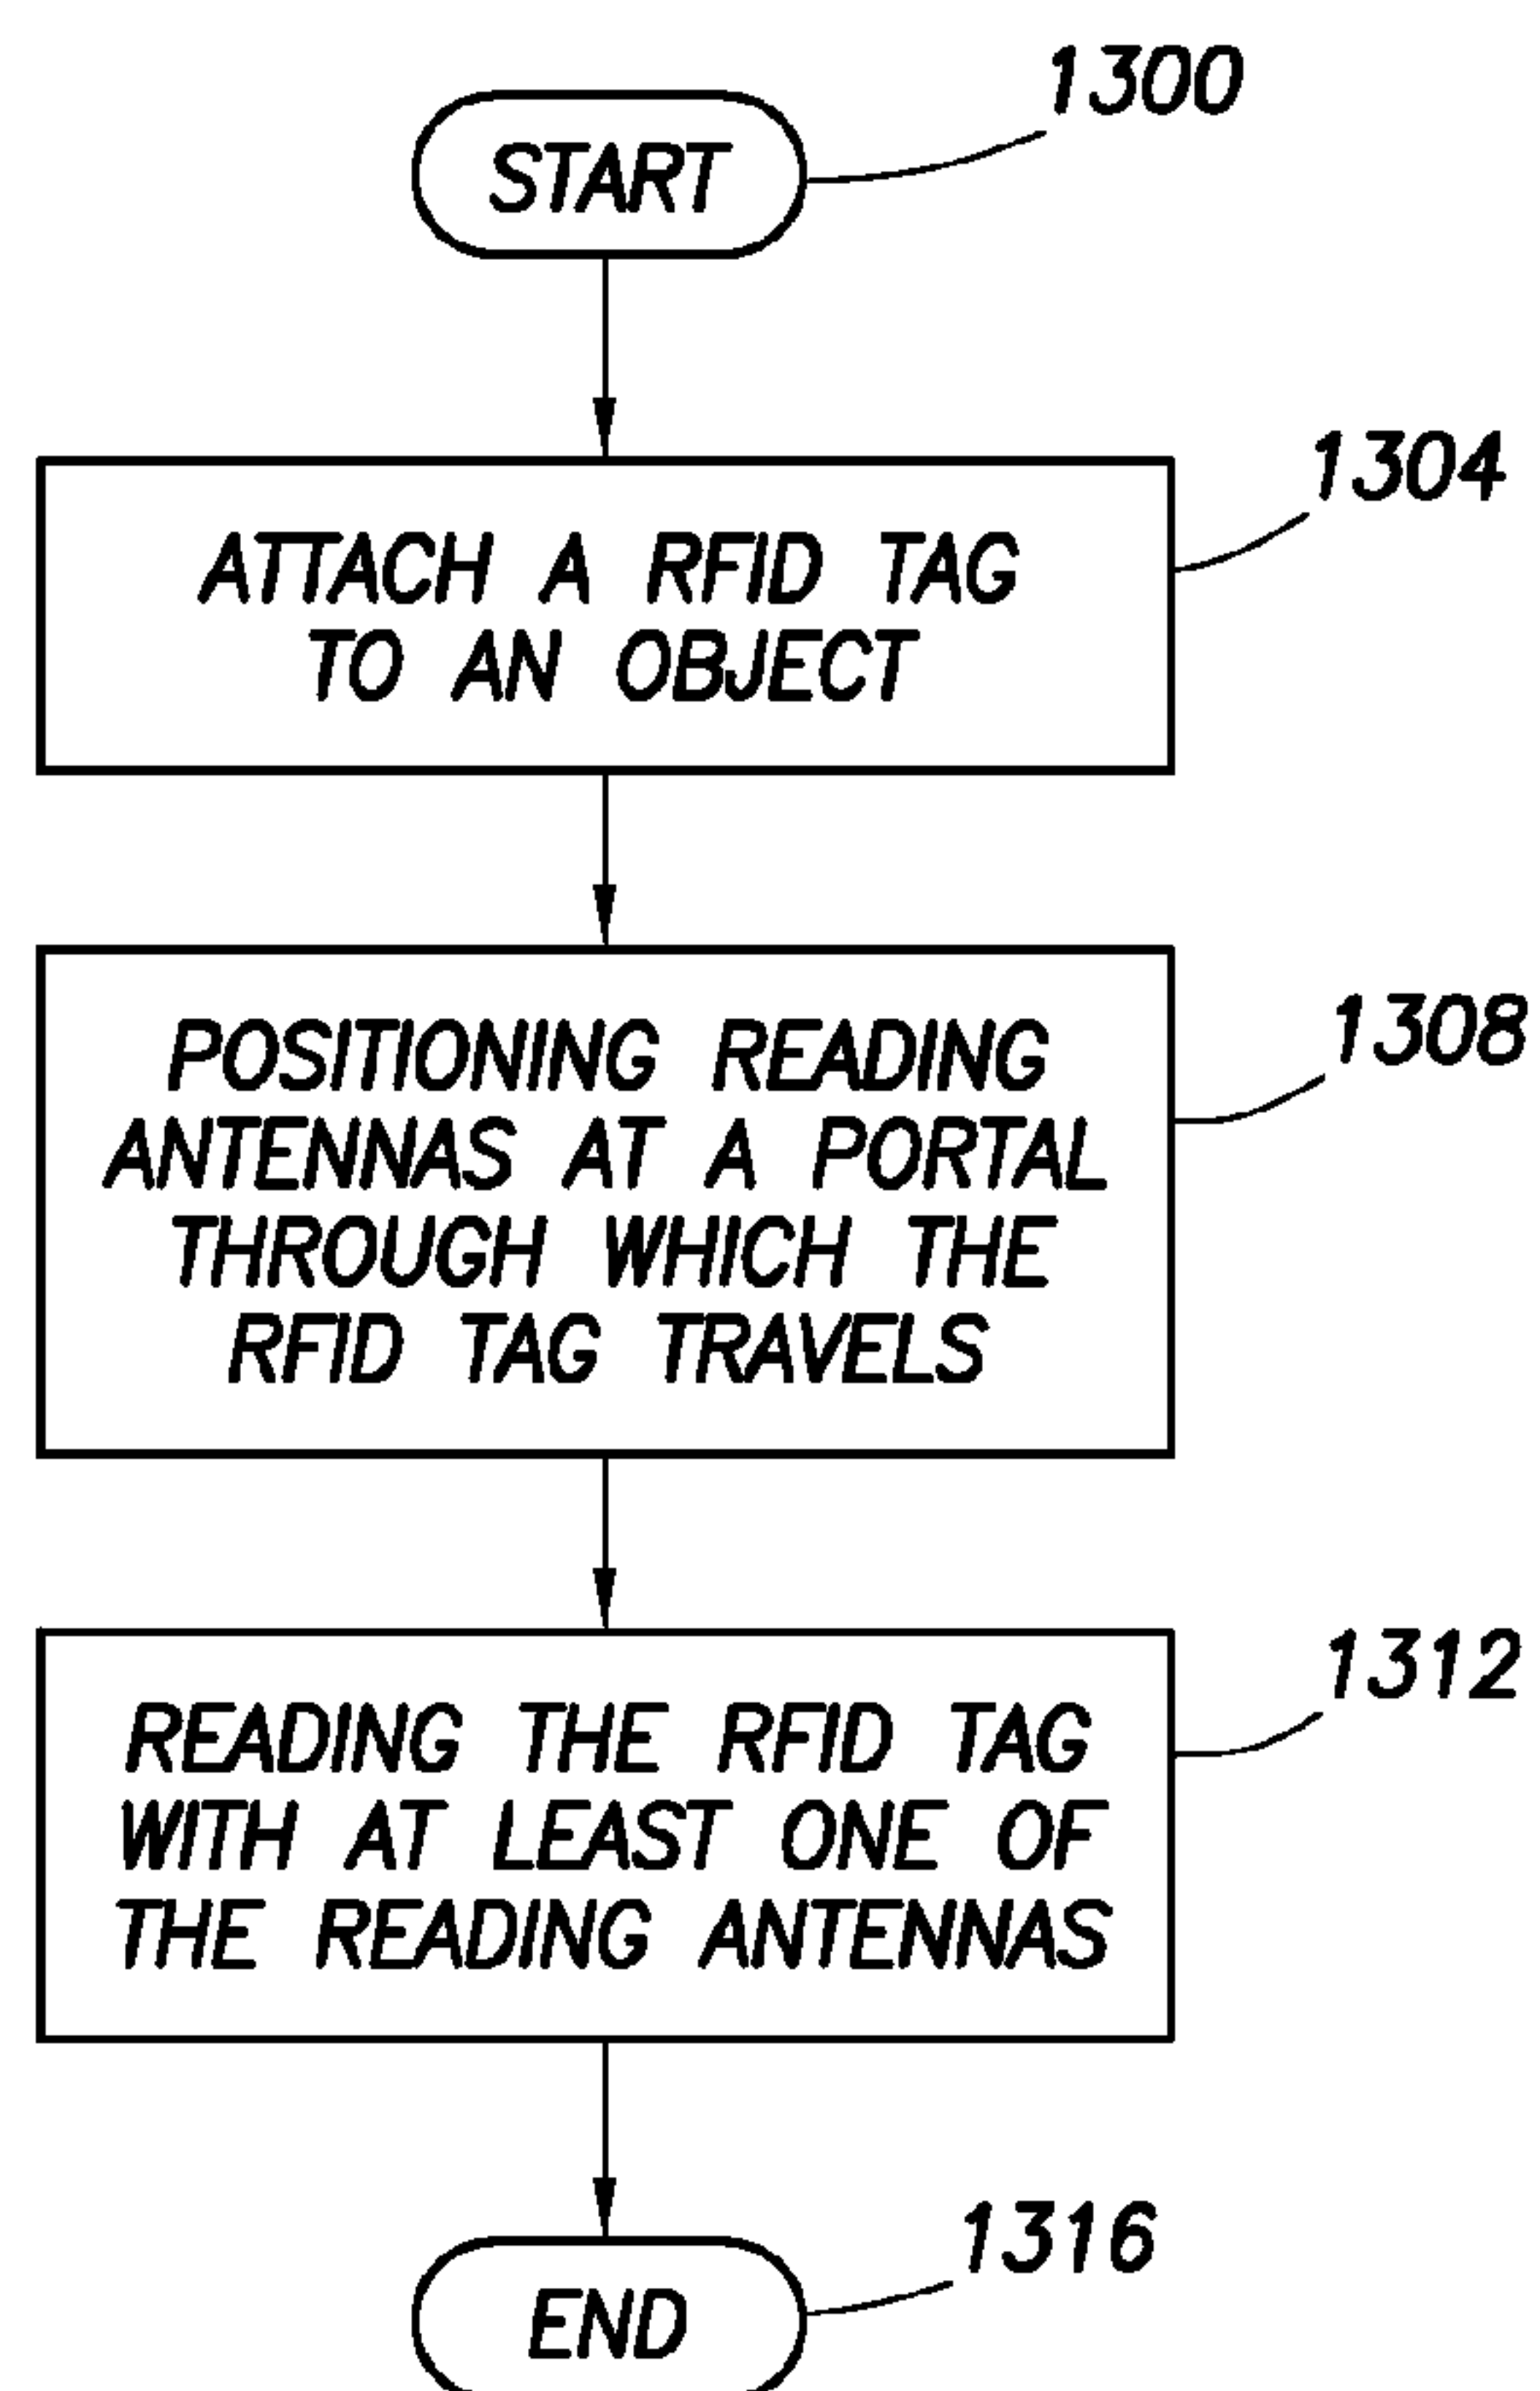 1300
START
1304
ATTACH A RFID TAG
TO AN OBJECT
1308
POSITIONING READING
ANTENNAS AT A PORTAL
THROUGH WHICH THE
RFID TAG TRAVELS
1312
READING THE RFID TAG
WITH AT LEAST ONE OF
THE READING ANTENNAS
1316
END